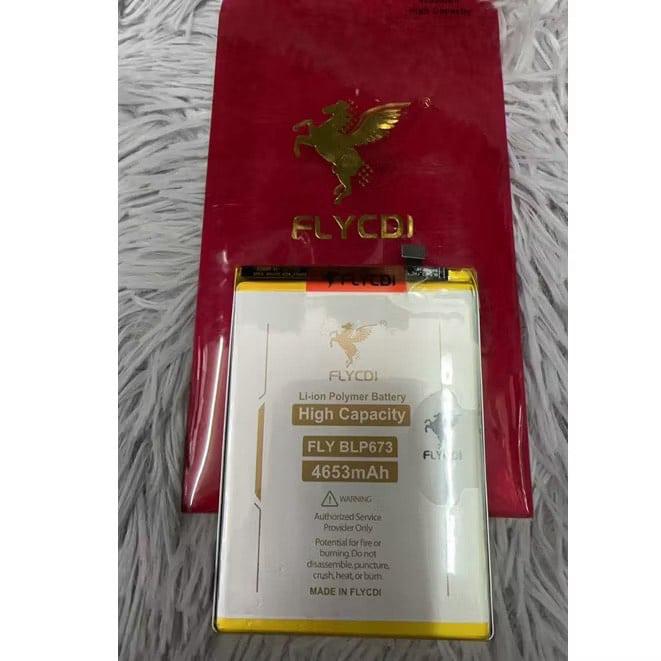 High Capacity
®
FLYCDI
FLYCDI
FLYCDI
Li-ion Polymer Battery
High Capacity
FLY BLP673
4653mAh
FLYCDI
WARNING
Authorized Service
Provider Only
Potential for fire or
burning. Do not
disassemble, puncture,
crush, heat, or burn.
MADE IN FLYCDI